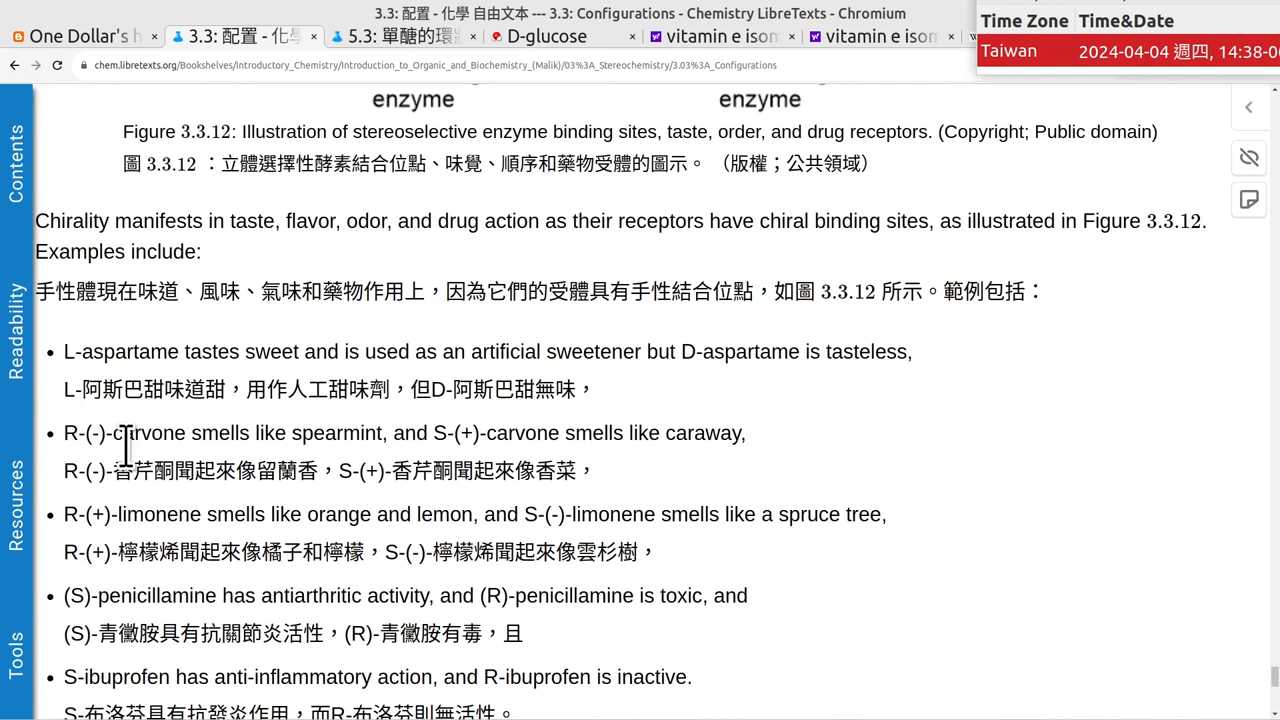 3.3: 配置 - 化學 自由文本 --- 3.3: Configurations - Chemistry LibreTexts - Chromium
Time Zone Time&Date
One Dollar's h
3.3: 配置 - 化學
5.3: 單醣的環
D-glucose
vitamin e isom
vitamin e isom
Taiwan 2024-04-04 週四, 14:38
chem.libretexts.org/Bookshelves/Introductory_Chemistry/Introduction_to_Organic_and_Biochemistry_(Malik)/03%3A_Stereochemistry/3.03%3A_Configurations
Contents
Readability
Resources
Tools
enzyme enzyme
Figure 3.3.12: Illustration of stereoselective enzyme binding sites, taste, order, and drug receptors. (Copyright; Public domain)
圖 3.3.12 ：立體選擇性酵素結合位點、味覺、順序和藥物受體的圖示。 （版權；公共領域）
Chirality manifests in taste, flavor, odor, and drug action as their receptors have chiral binding sites, as illustrated in Figure 3.3.12.
Examples include:
手性體現在味道、風味、氣味和藥物作用上，因為它們的受體具有手性結合位點，如圖 3.3.12 所示。範例包括：
• L-aspartame tastes sweet and is used as an artificial sweetener but D-aspartame is tasteless,
L-阿斯巴甜味道甜，用作人工甜味劑，但D-阿斯巴甜無味，
• R-(-)-carvone smells like spearmint, and S-(+)-carvone smells like caraway,
R-(-)-香芹酮聞起來像留蘭香，S-(+)-香芹酮聞起來像香菜，
• R-(+)-limonene smells like orange and lemon, and S-(-)-limonene smells like a spruce tree,
R-(+)-檸檬烯聞起來像橘子和檸檬，S-(-)-檸檬烯聞起來像雲杉樹，
• (S)-penicillamine has antiarthritic activity, and (R)-penicillamine is toxic, and
(S)-青黴胺具有抗關節炎活性，(R)-青黴胺有毒，且
• S-ibuprofen has anti-inflammatory action, and R-ibuprofen is inactive.
S-布洛芬具有抗發炎作用，而R-布洛芬則無活性。